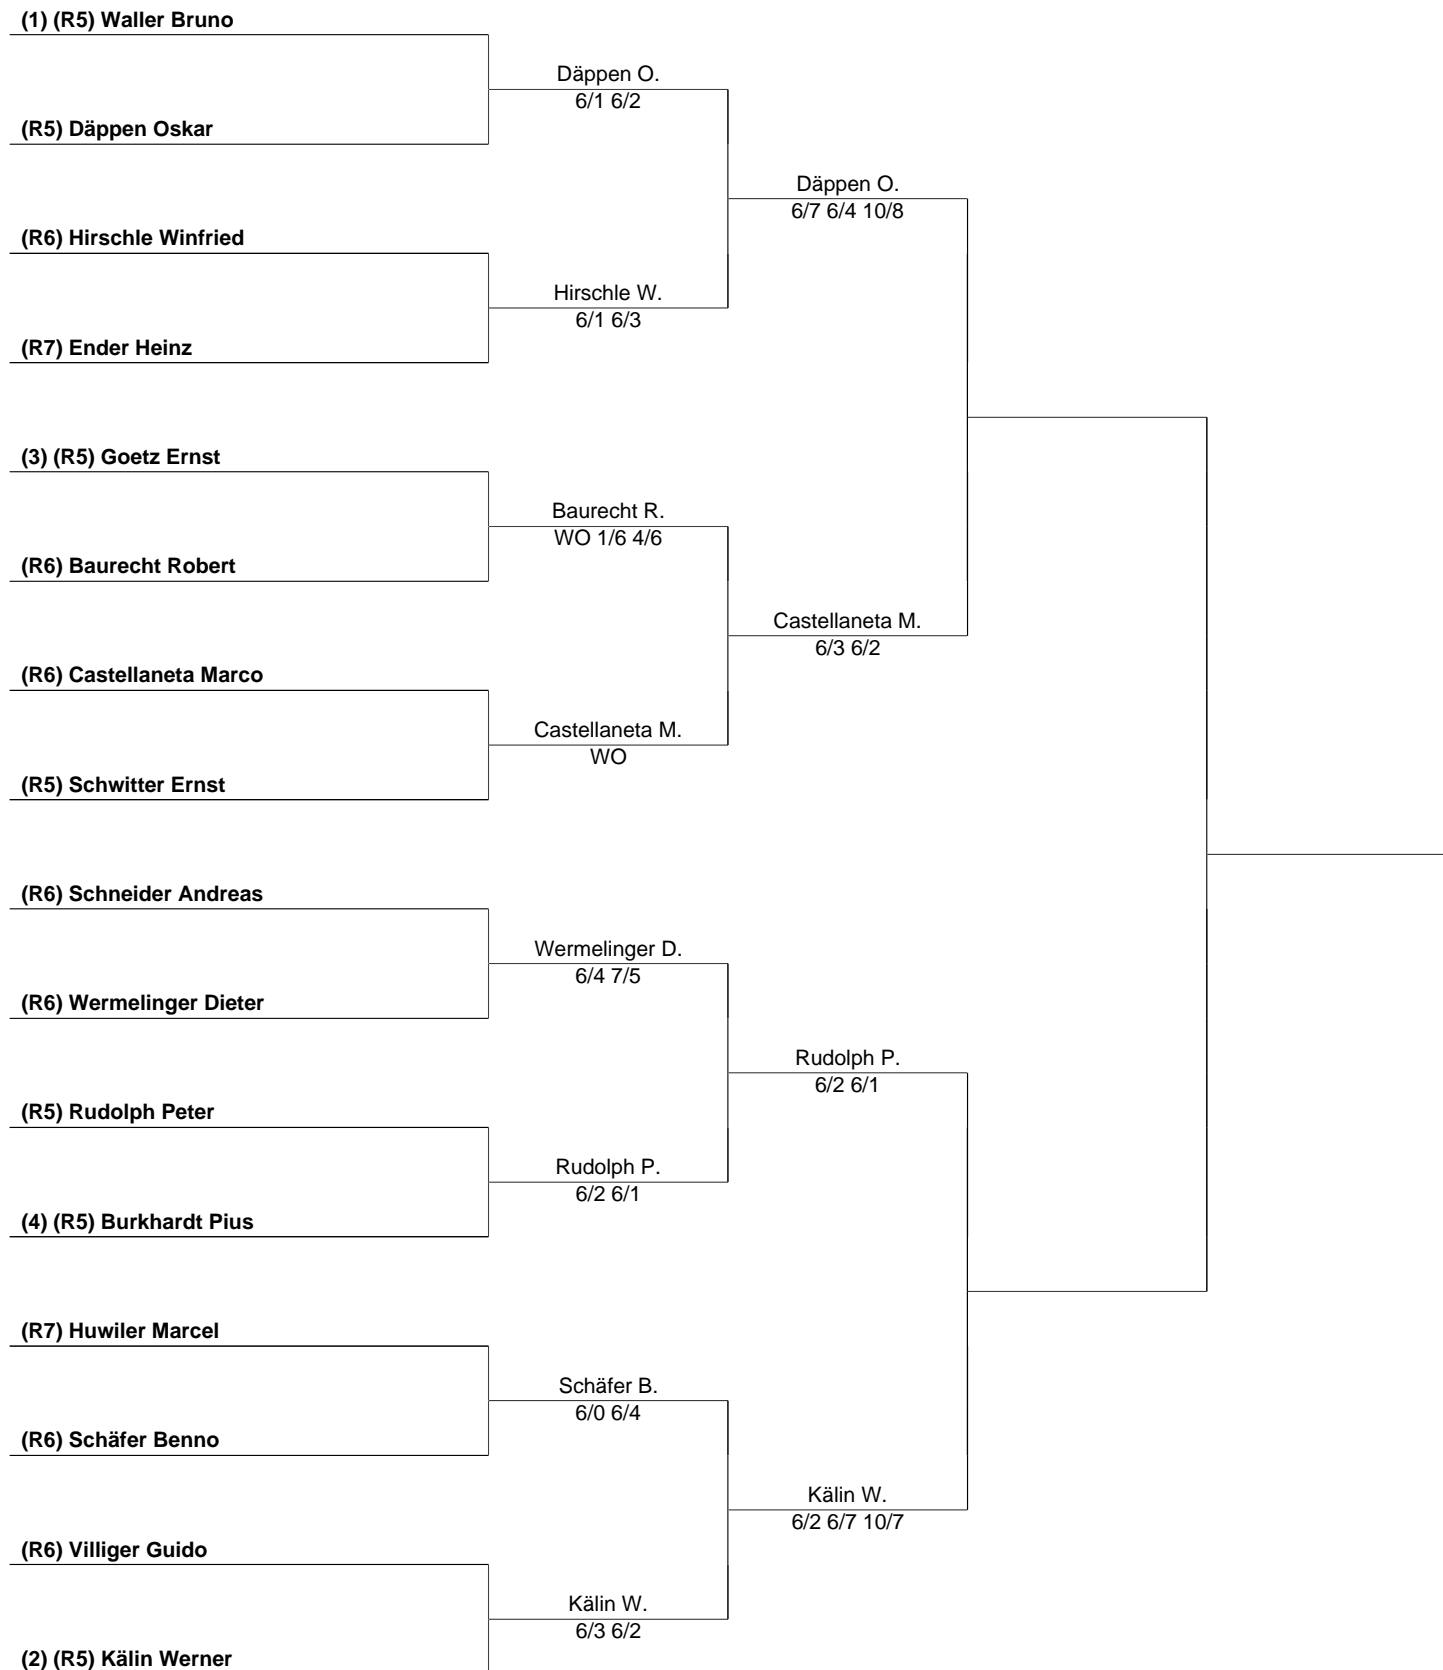 (1) (R5) Waller Bruno
Däppen O.
6/1 6/2
(R5) Däppen Oskar
Däppen O.
6/7 6/4 10/8
(R6) Hirschle Winfried
Hirschle W.
6/1 6/3
(R7) Ender Heinz
(3) (R5) Goetz Ernst
Baurecht R.
WO 1/6 4/6
(R6) Baurecht Robert
Castellaneta M.
6/3 6/2
(R6) Castellaneta Marco
Castellaneta M.
WO
(R5) Schwitter Ernst
(R6) Schneider Andreas
Wermelinger D.
6/4 7/5
(R6) Wermelinger Dieter
Rudolph P.
6/2 6/1
(R5) Rudolph Peter
Rudolph P.
6/2 6/1
(4) (R5) Burkhardt Pius
(R7) Huwiler Marcel
Schäfer B.
6/0 6/4
(R6) Schäfer Benno
Kälin W.
6/2 6/7 10/7
(R6) Villiger Guido
Kälin W.
6/3 6/2
(2) (R5) Kälin Werner